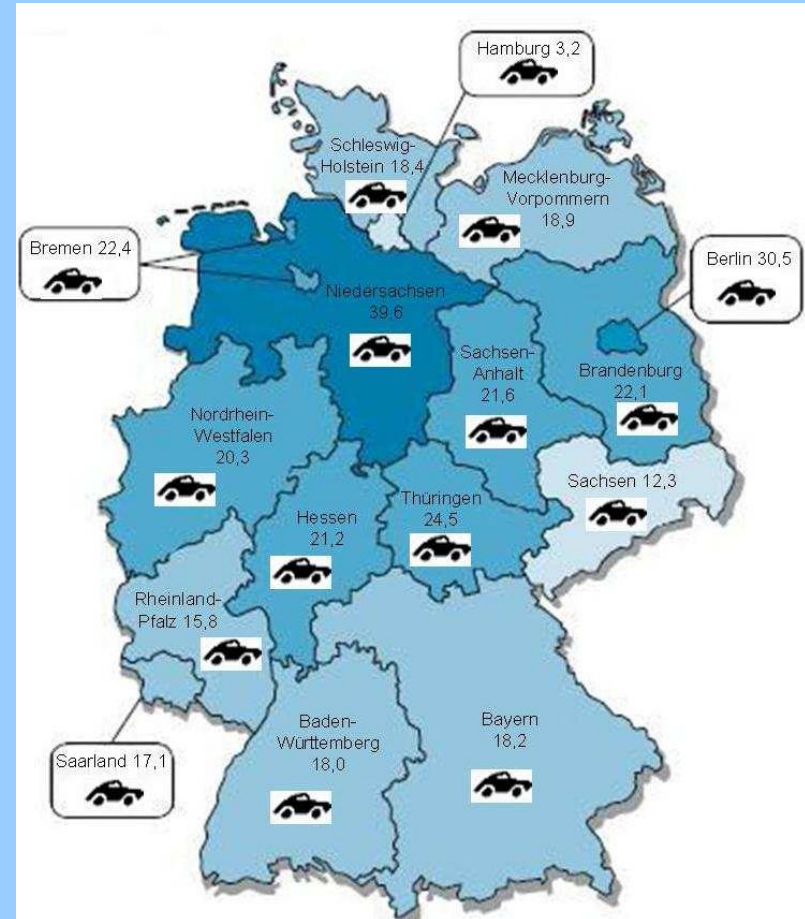 Hamburg 3,2
Schleswig-
Holstein 18,4
Mecklenburg-
Vorpommern
18,9
Bremen 22,4
Berlin 30,5
Niedersachsen
39,6
Sachsen-
Anhalt
21,6
Brandenburg
22,1
Nordrhein-
Westfalen
20,3
Sachsen 12,3
Thüringen
24,5
Hessen
21,2
Rheinland-
Pfalz 15,8
Baden-
Württemberg
18,0
Bayern
18,2
Saarland 17,1